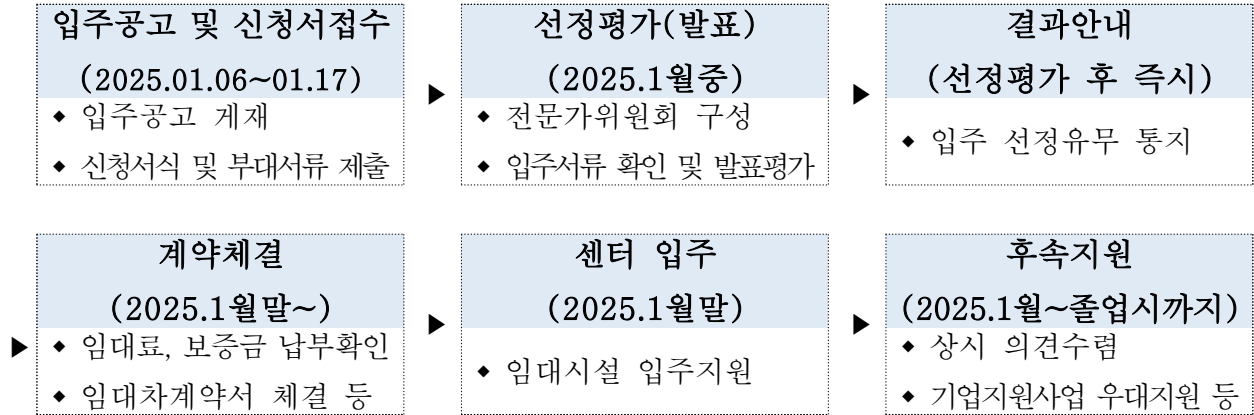 입주공고 및 신청서접수
(2025.01.06~01.17)
◆ 입주공고 게재
◆ 신청서식 및 부대서류 제출
▶
선정평가(발표)
(2025.1월중)
◆ 전문가위원회 구성
◆ 입주서류 확인 및 발표평가
▶
결과안내
(선정평가 후 즉시)
◆ 입주 선정유무 통지
▶
계약체결
(2025.1월말~)
◆ 임대료, 보증금 납부확인
◆ 임대차계약서 체결 등
▶
센터 입주
(2025.1월말)
◆ 임대시설 입주지원
▶
후속지원
(2025.1월~졸업시까지)
◆ 상시 의견수렴
◆ 기업지원사업 우대지원 등